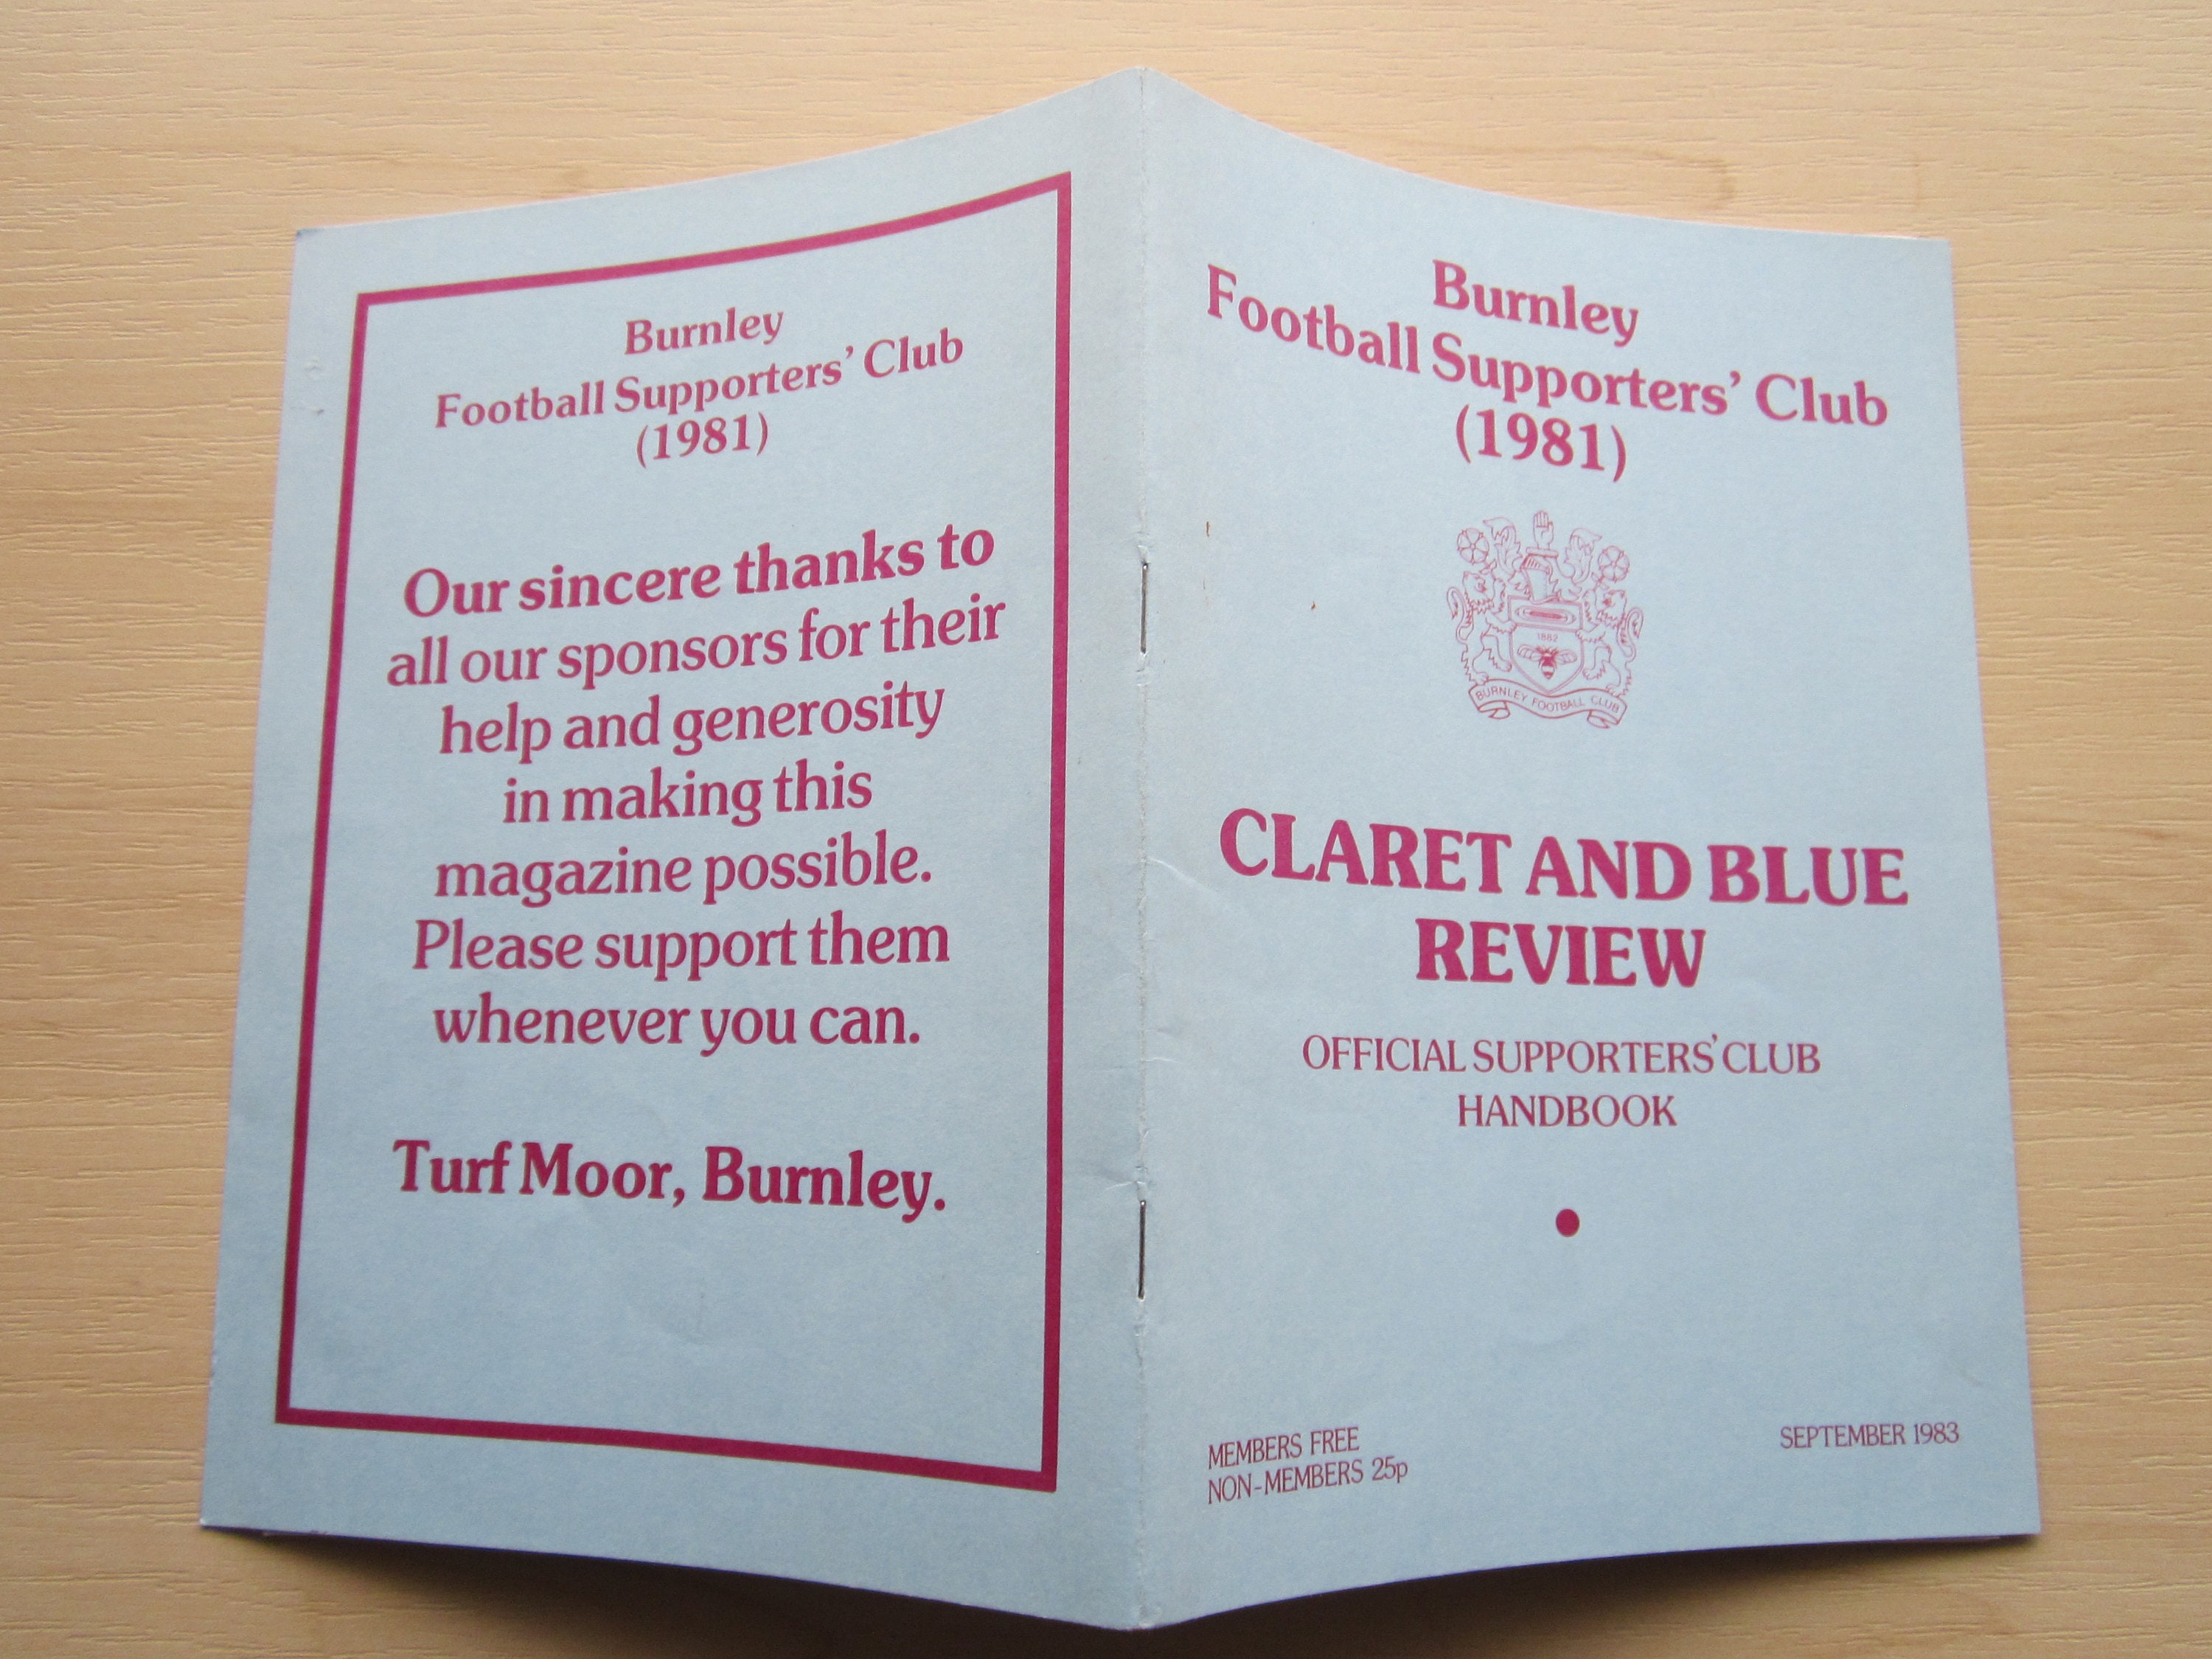 Burnley
Football Supporters' Club
(1981)
Our sincere thanks to
all our sponsors for their
help and generosity
in making this
magazine possible.
Please support them
whenever you can.
Turf Moor, Burnley.
Burnley
Football Supporters' Club
(1981)
1882
BURNLEY FOOTBALL CLUB
CLARET AND BLUE
REVIEW
OFFICIAL SUPPORTERS' CLUB
HANDBOOK
MEMBERS FREE
NON-MEMBERS 25p
SEPTEMBER 1983